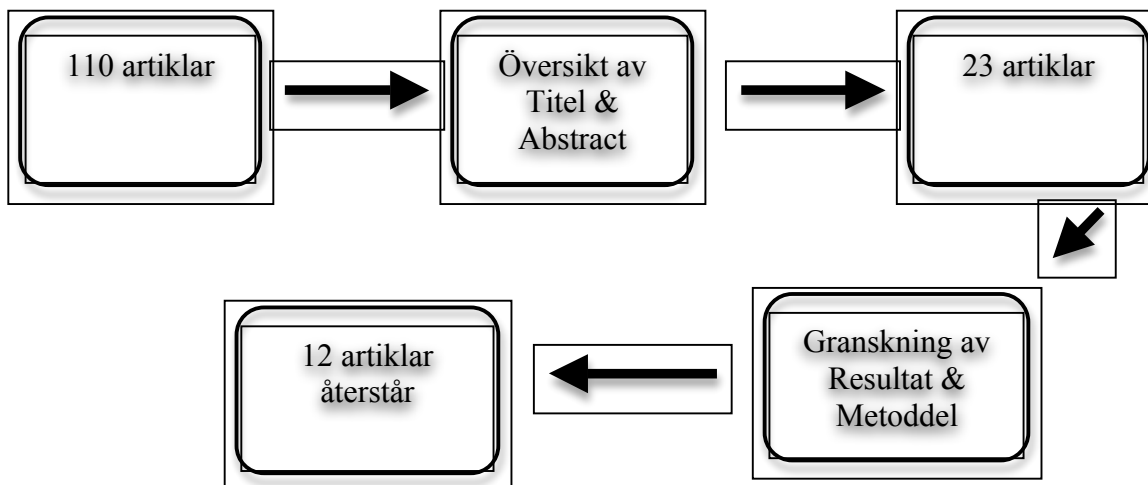 110 artiklar
Översikt av
Titel &
Abstract
23 artiklar
Granskning av
Resultat &
Metoddel
12 artiklar
återstår